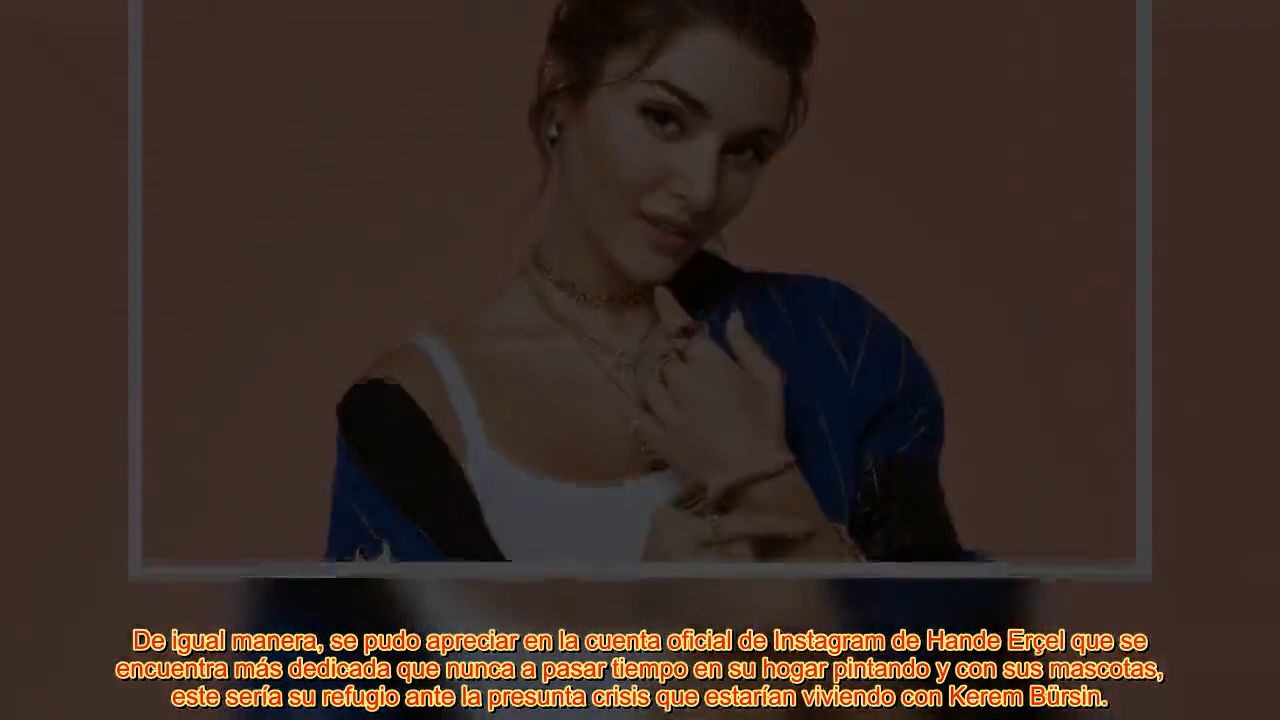 De igual manera, se pudo apreciar en la cuenta oficial de Instagram de Hande Erçel que se
encuentra más dedicada que nunca a pasar tiempo en su hogar pintando y con sus mascotas,
este sería su refugio ante la presunta crisis que estarían viviendo con Kerem Bürsin.